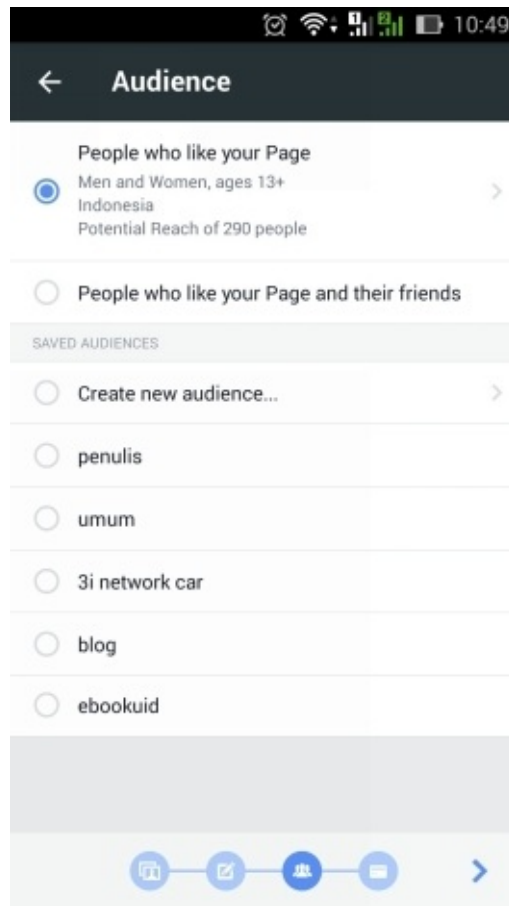 10:49
Audience
People who like your Page
Men and Women, ages 13+
Indonesia
Potential Reach of 290 people
People who like your Page and their friends
SAVED AUDIENCES
Create new audience...
penulis
umum
3i network car
blog
ebookuid